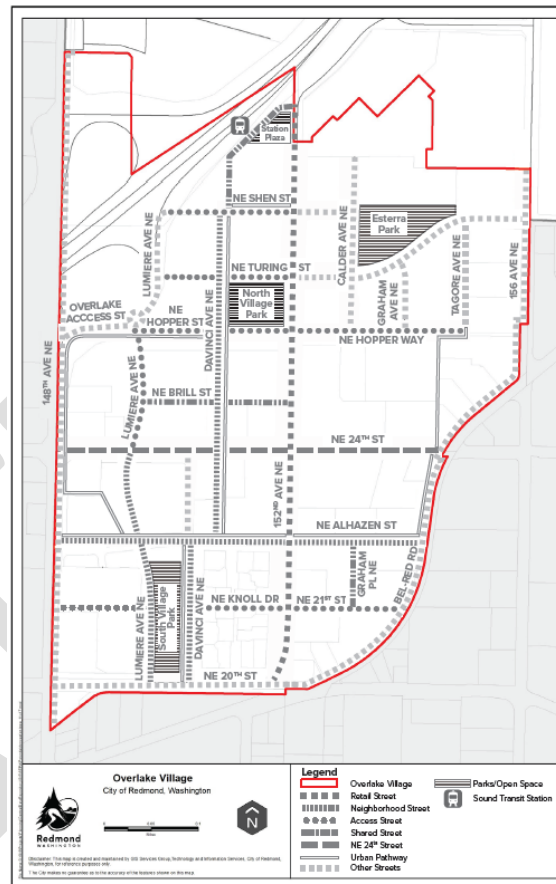 Station
Plaza
NE SHEN ST
Esterra
Park
LUMIERE AVE NE
CALDER AVE NE
TAGORE AVE NE
156 AVE NE
NE TURING ST
GRAHAM
AVE NE
North
Village
Park
OVERLAKE
ACCCESS ST
NE
HOPPER ST
DAVINCI AVE NE
NE HOPPER WAY
148TH AVE NE
LUMIERE AVE NE
NE BRILL ST
NE 24TH ST
152ND AVE NE
NE ALHAZEN ST
BEL-RED RD
GRAHAM
PL NE
LUMIERE AVE NE
South Village
Park
DAVINCI AVE NE
NE KNOLL DR
NE 21ST ST
NE 20TH ST
Overlake Village
City of Redmond, Washington
Redmond
WASHINGTON
Miles
N
Legend
Overlake Village
Retail Street
Neighborhood Street
Access Street
Shared Street
NE 24th Street
Urban Pathway
Other Streets
Parks/Open Space
Sound Transit Station